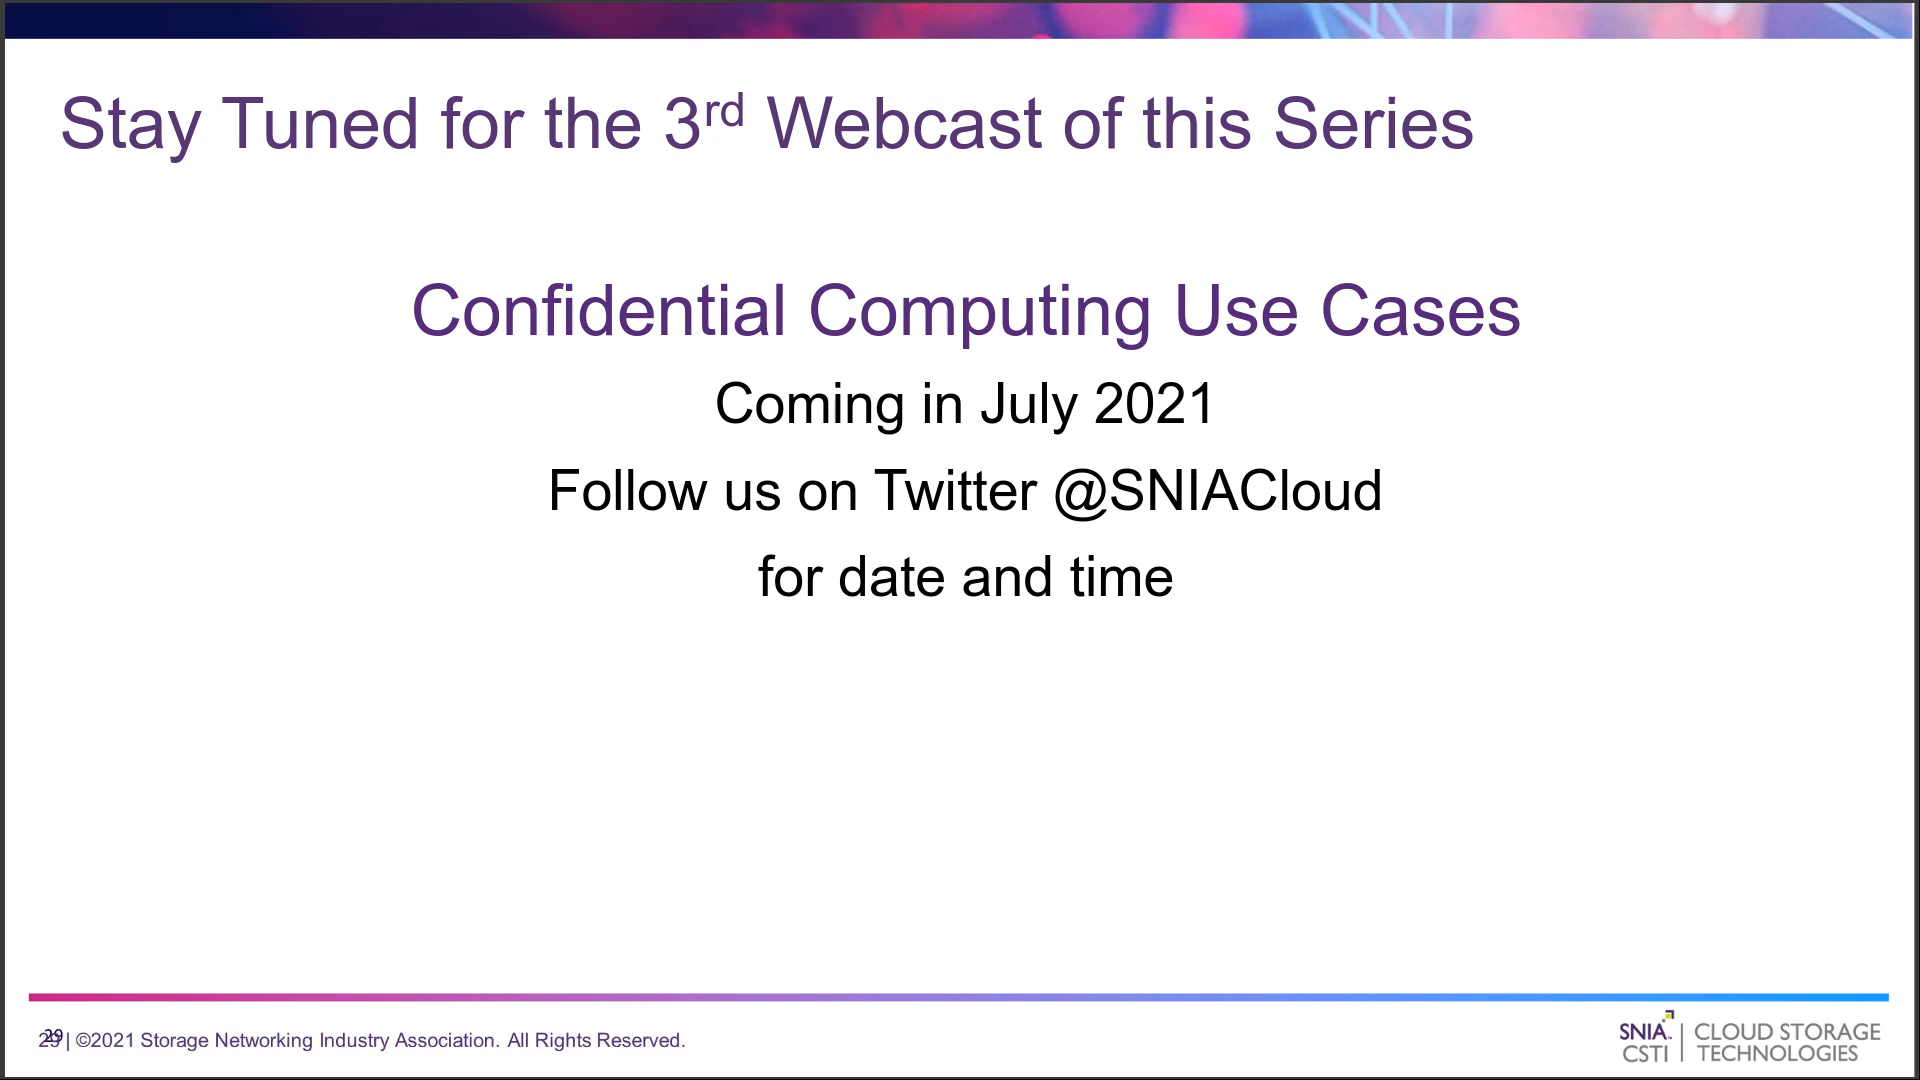 Stay Tuned for the 3rd Webcast of this Series
Confidential Computing Use Cases
Coming in July 2021
Follow us on Twitter @SNIACloud
for date and time
29 | ©2021 Storage Networking Industry Association. All Rights Reserved.
29
SNIA™ | CLOUD STORAGE
CSTI | TECHNOLOGIES